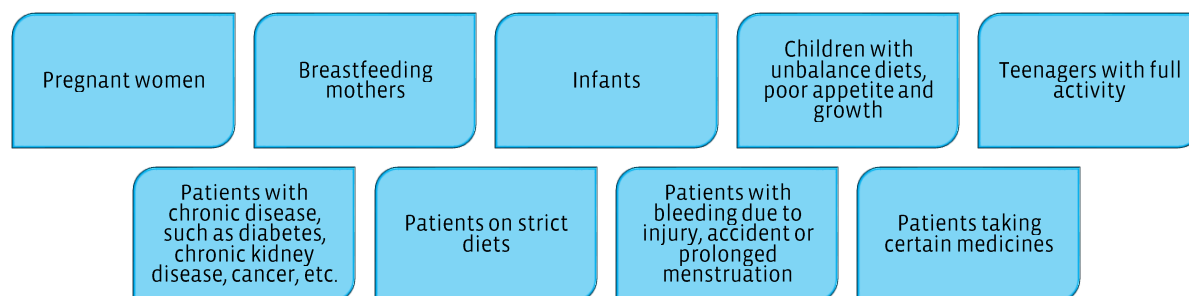 Pregnant women
Breastfeeding
mothers
Infants
Children with
unbalance diets,
poor appetite and
growth
Teenagers with full
activity
Patients with
chronic disease,
such as diabetes,
chronic kidney
disease, cancer, etc.
Patients on strict
diets
Patients with
bleeding due to
injury, accident or
prolonged
menstruation
Patients taking
certain medicines